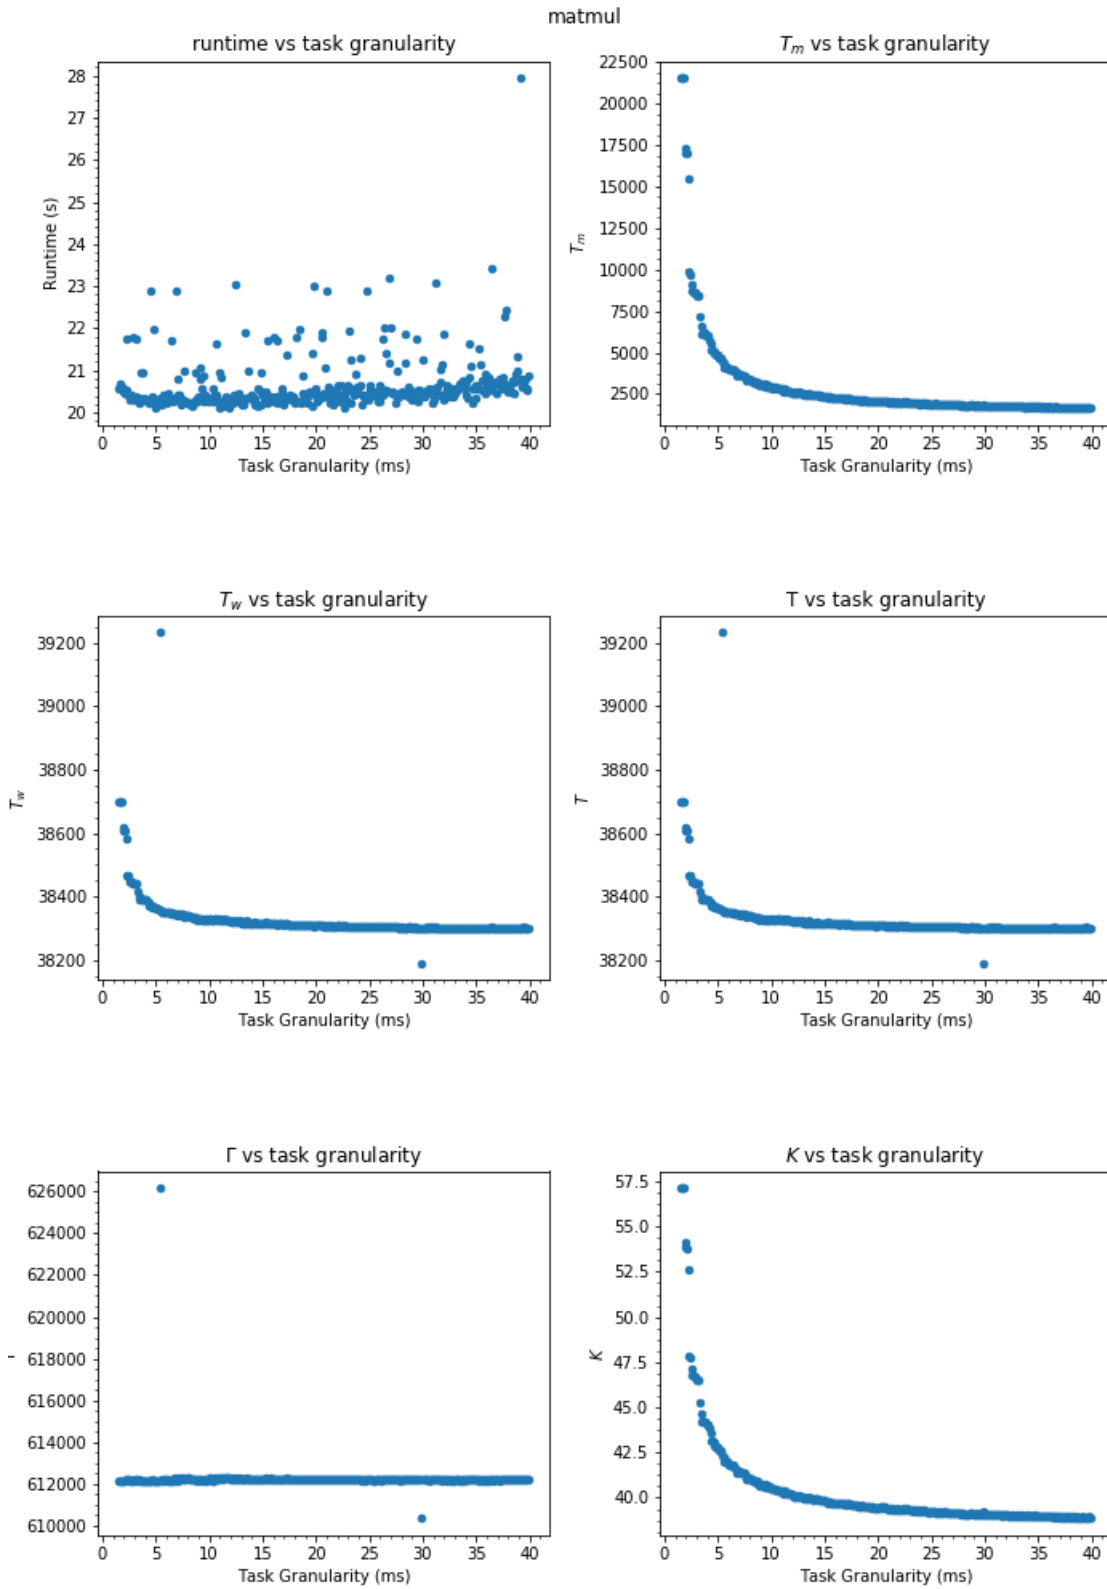 matmul
runtime vs task granularity
28
27
26
25
24
23
22
21
20
Runtime (s)
0 5 10 15 20 25 30 35 40
Task Granularity (ms)
T_m vs task granularity
22500
20000
17500
15000
12500
10000
7500
5000
2500
T_m
0 5 10 15 20 25 30 35 40
Task Granularity (ms)
T_w vs task granularity
39200
39000
38800
38600
38400
38200
T_w
0 5 10 15 20 25 30 35 40
Task Granularity (ms)
T vs task granularity
39200
39000
38800
38600
38400
38200
T
0 5 10 15 20 25 30 35 40
Task Granularity (ms)
Γ vs task granularity
626000
624000
622000
620000
618000
616000
614000
612000
610000
0 5 10 15 20 25 30 35 40
Task Granularity (ms)
K vs task granularity
57.5
55.0
52.5
50.0
47.5
45.0
42.5
40.0
K
0 5 10 15 20 25 30 35 40
Task Granularity (ms)